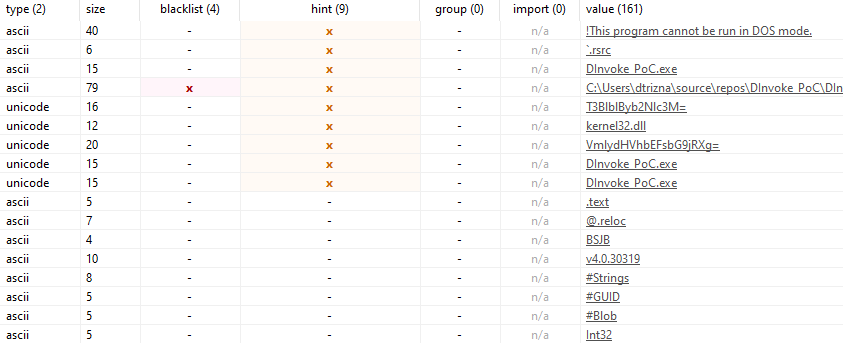 type (2) size blacklist (4) hint (9) group (0) import (0) value (161)
ascii 40 - x - n/a !This program cannot be run in DOS mode.
ascii 6 - x - n/a `.rsrc
ascii 15 - x - n/a DInvoke_PoC.exe
ascii 79 x x - n/a C:\Users\dtrizna\source\repos\DInvoke_PoC\DIn
unicode 16 - x - n/a T3BlblByb2Nlc3M=
unicode 12 - x - n/a kernel32.dll
unicode 20 - x - n/a VmlydHVhbEFsbG9jRXg=
unicode 15 - x - n/a DInvoke_PoC.exe
unicode 15 - x - n/a DInvoke_PoC.exe
ascii 5 - - - n/a .text
ascii 7 - - - n/a @.reloc
ascii 4 - - - n/a BSJB
ascii 10 - - - n/a v4.0.30319
ascii 8 - - - n/a #Strings
ascii 5 - - - n/a #GUID
ascii 5 - - - n/a #Blob
ascii 5 - - - n/a Int32